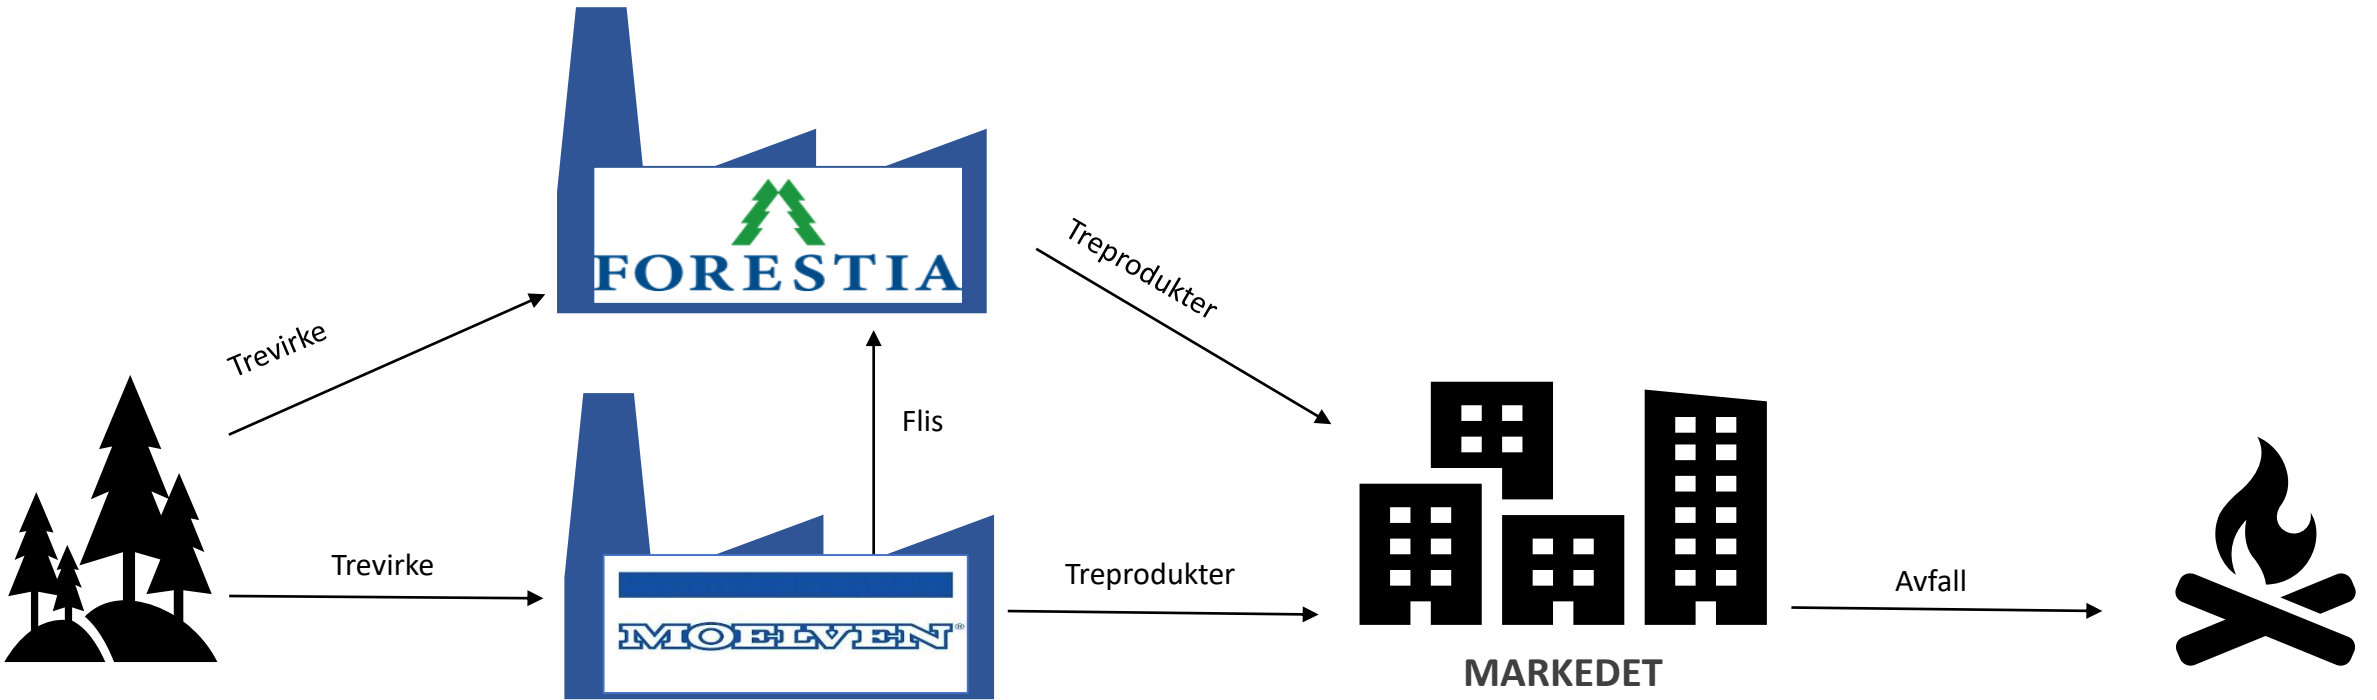 FORESTIA
Treprodukter
Trevirke
Flis
Trevirke
Treprodukter
Avfall
MOELVEN®
MARKEDET